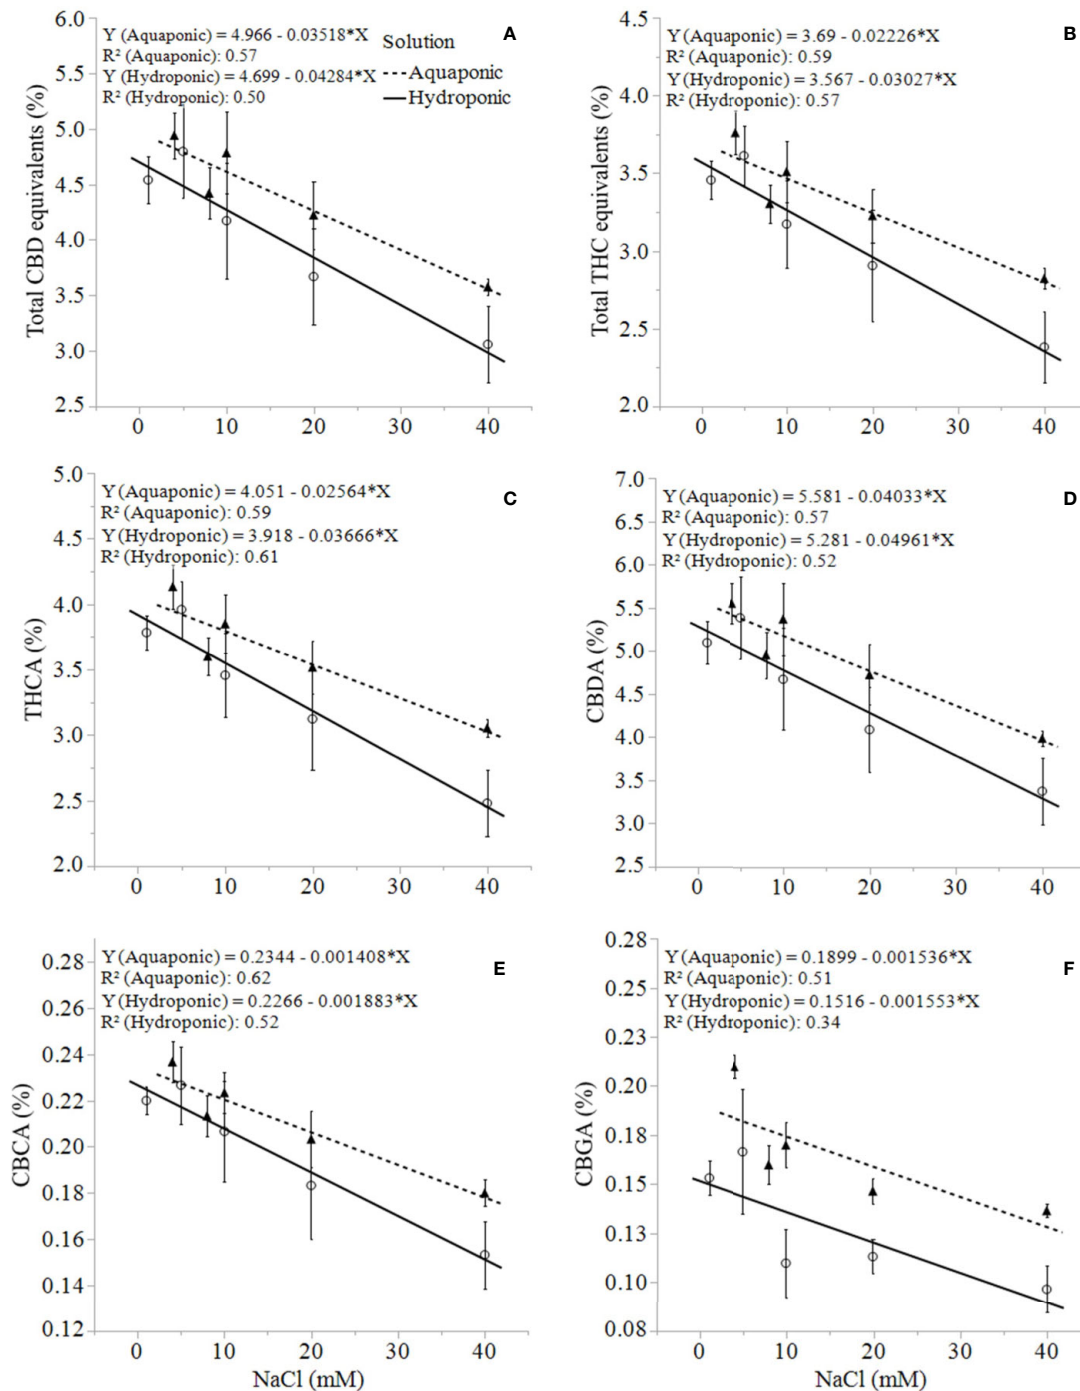 Y (Aquaponic) = 4.966 - 0.03518*X
R² (Aquaponic): 0.57
Y (Hydroponic) = 4.699 - 0.04284*X
R² (Hydroponic): 0.50
Solution
Aquaponic
Hydroponic
A
Total CBD equivalents (%)
6.0
5.5
5.0
4.5
4.0
3.5
3.0
2.5
0
10
20
30
40
Y (Aquaponic) = 3.69 - 0.02226*X
R² (Aquaponic): 0.59
Y (Hydroponic) = 3.567 - 0.03027*X
R² (Hydroponic): 0.57
B
Total THC equivalents (%)
4.5
4.0
3.5
3.0
2.5
2.0
0
10
20
30
40
Y (Aquaponic) = 4.051 - 0.02564*X
R² (Aquaponic): 0.59
Y (Hydroponic) = 3.918 - 0.03666*X
R² (Hydroponic): 0.61
C
THCA (%)
5.0
4.5
4.0
3.5
3.0
2.5
2.0
0
10
20
30
40
Y (Aquaponic) = 5.581 - 0.04033*X
R² (Aquaponic): 0.57
Y (Hydroponic) = 5.281 - 0.04961*X
R² (Hydroponic): 0.52
D
CBDA (%)
7.0
6.0
5.5
5.0
4.5
4.0
3.5
3.0
2.5
0
10
20
30
40
Y (Aquaponic) = 0.2344 - 0.001408*X
R² (Aquaponic): 0.62
Y (Hydroponic) = 0.2266 - 0.001883*X
R² (Hydroponic): 0.52
E
CBCA (%)
0.28
0.26
0.24
0.22
0.20
0.18
0.16
0.14
0.12
0
10
20
30
40
NaCl (mM)
Y (Aquaponic) = 0.1899 - 0.001536*X
R² (Aquaponic): 0.51
Y (Hydroponic) = 0.1516 - 0.001553*X
R² (Hydroponic): 0.34
F
CBGA (%)
0.28
0.25
0.23
0.20
0.18
0.15
0.13
0.10
0.08
0
10
20
30
40
NaCl (mM)